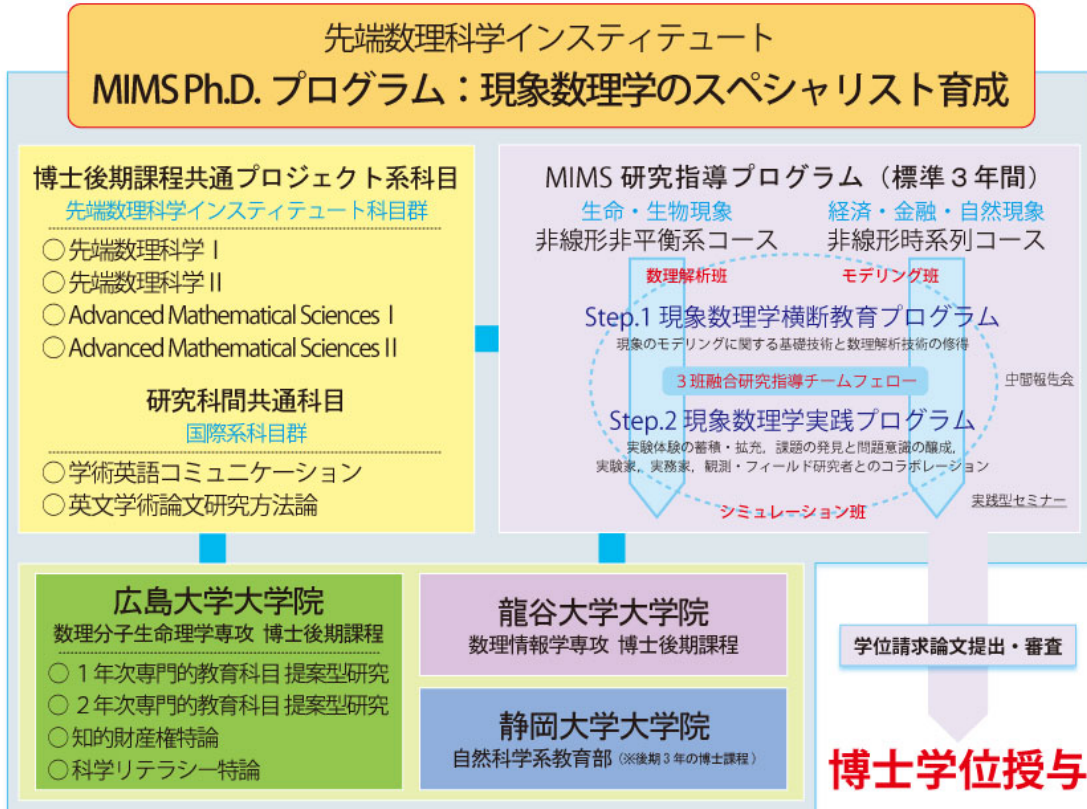 先端数理科学インスティテュート
MIMS Ph.D. プログラム：現象数理学のスペシャリスト育成
博士後期課程共通プロジェクト系科目
先端数理科学インスティテュート科目群
○先端数理科学Ⅰ
○先端数理科学Ⅱ
○Advanced Mathematical Sciences Ⅰ
○Advanced Mathematical Sciences Ⅱ
研究科間共通科目
国際系科目群
○学術英語コミュニケーション
○英文学術論文研究方法論
MIMS 研究指導プログラム（標準３年間）
生命・生物現象
非線形非平衡系コース
経済・金融・自然現象
非線形時系列コース
数理解析班
モデリング班
Step.1 現象数理学横断教育プログラム
現象のモデリングに関する基礎技術と数理解析技術の修得
３班融合研究指導チームフェロー
中間報告会
Step.2 現象数理学実践プログラム
実験体験の蓄積・拡充，課題の発見と問題意識の醸成，
実験家，実務家，観測・フィールド研究者とのコラボレーション
実践型セミナー
シミュレーション班
広島大学大学院
数理分子生命理学専攻 博士後期課程
○ １年次専門的教育科目 提案型研究
○ ２年次専門的教育科目 提案型研究
○知的財産権特論
○科学リテラシー特論
龍谷大学大学院
数理情報学専攻 博士後期課程
静岡大学大学院
自然科学系教育部（※後期３年の博士課程）
学位請求論文提出・審査
博士学位授与